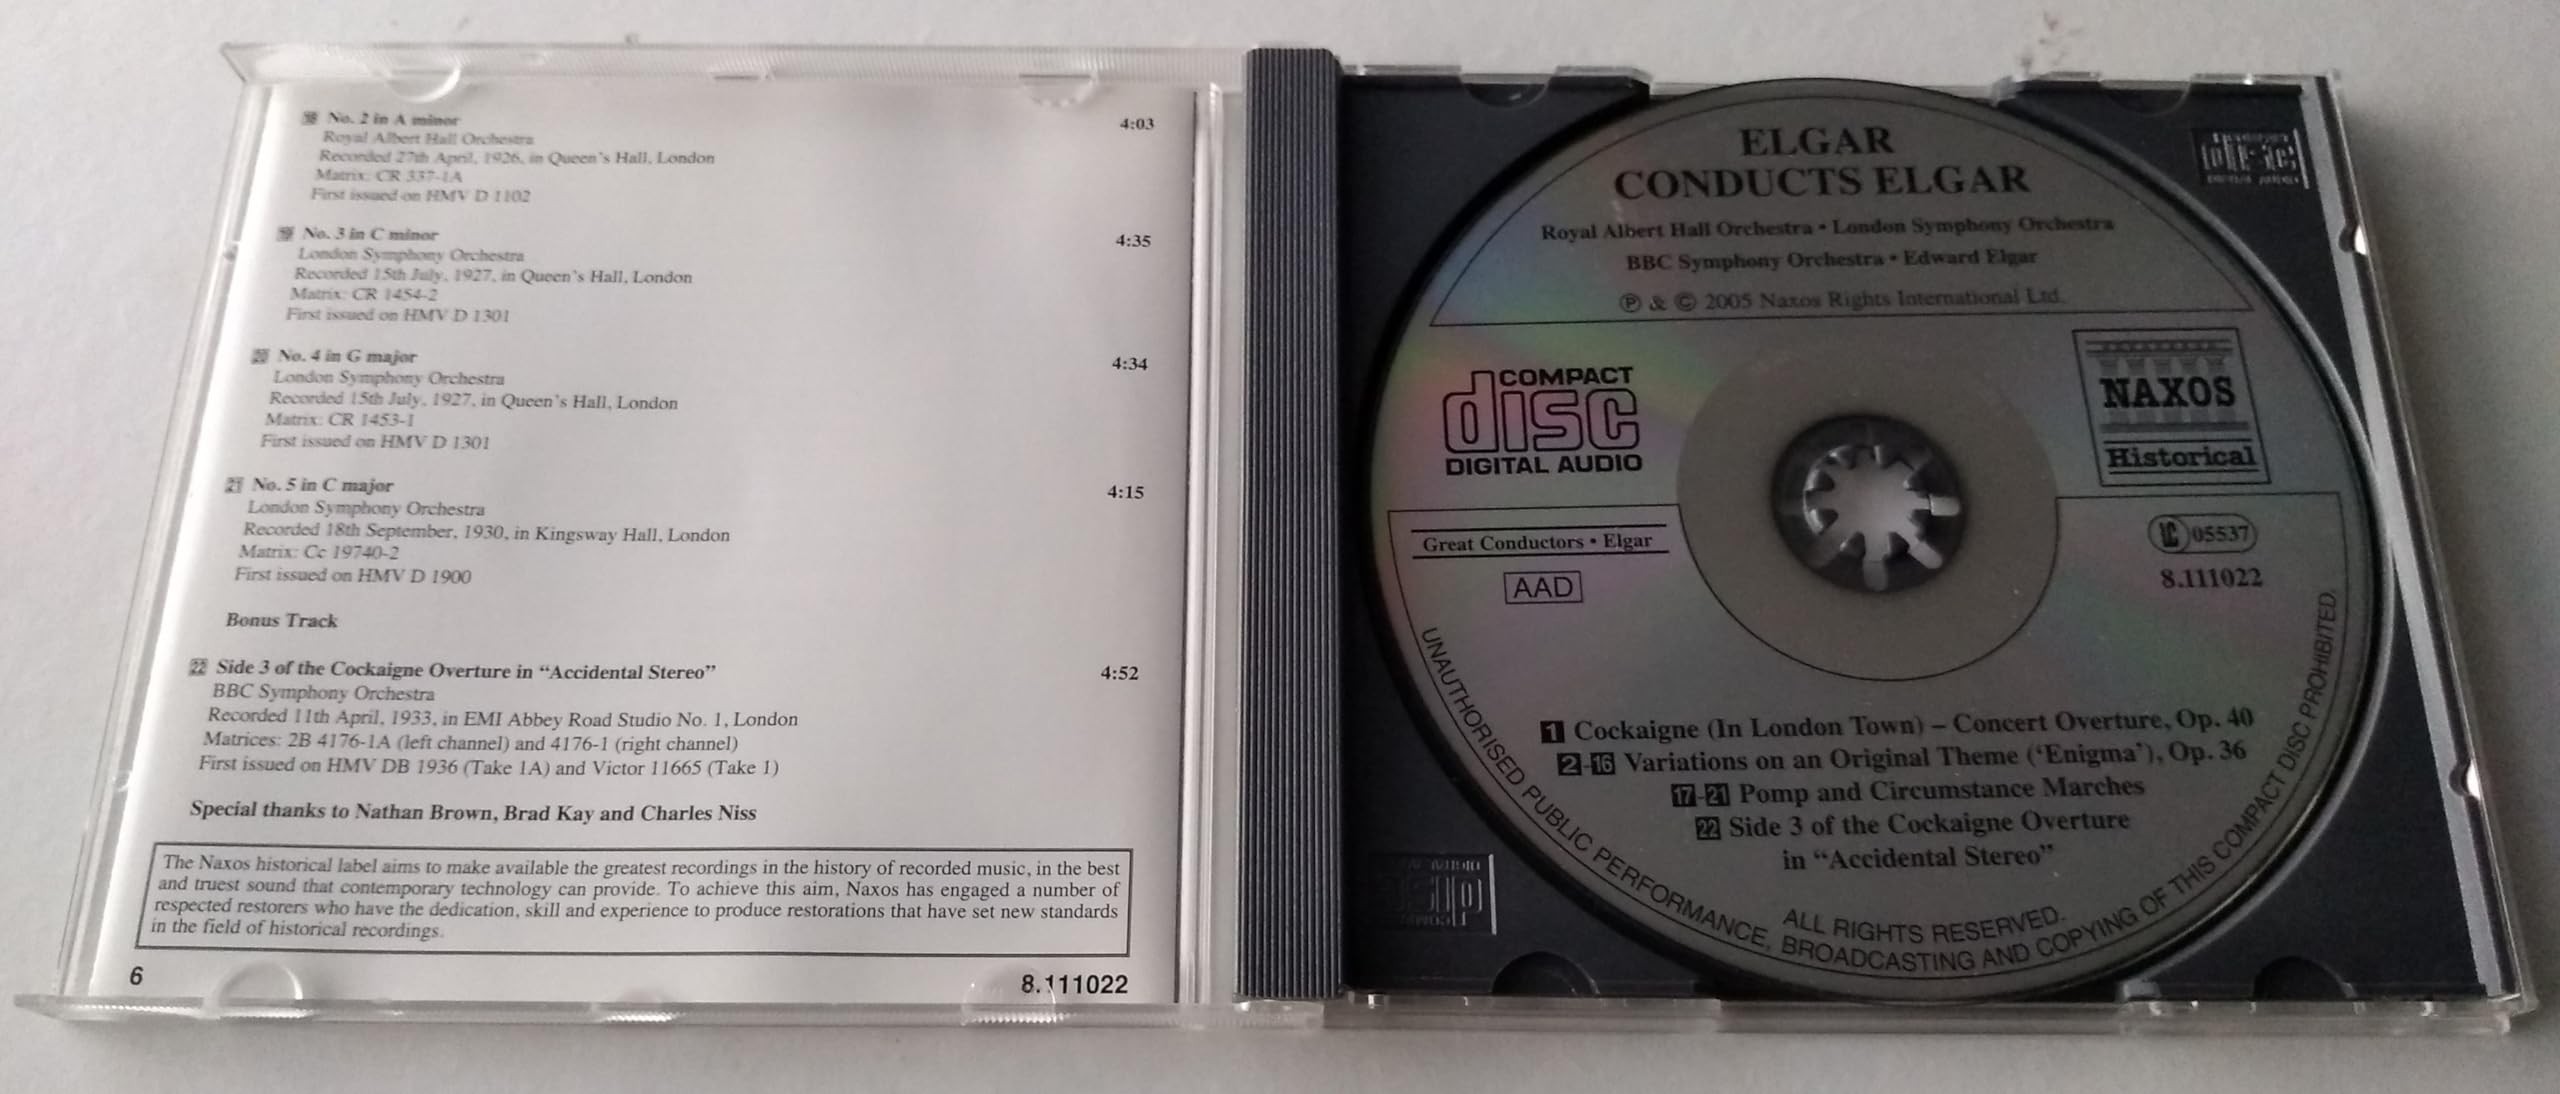 18 No. 2 in A minor 4:03
Royal Albert Hall Orchestra
Recorded 27th April, 1926, in Queen's Hall, London
Matrix: CR 337-1A
First issued on HMV D 1102
19 No. 3 in C minor 4:35
London Symphony Orchestra
Recorded 15th July, 1927, in Queen's Hall, London
Matrix: CR 1454-2
First issued on HMV D 1301
20 No. 4 in G major 4:34
London Symphony Orchestra
Recorded 15th July, 1927, in Queen's Hall, London
Matrix: CR 1453-1
First issued on HMV D 1301
21 No. 5 in C major 4:15
London Symphony Orchestra
Recorded 18th September, 1930, in Kingsway Hall, London
Matrix: Cc 19740-2
First issued on HMV D 1900
Bonus Track
22 Side 3 of the Cockaigne Overture in “Accidental Stereo” 4:52
BBC Symphony Orchestra
Recorded 11th April, 1933, in EMI Abbey Road Studio No. 1, London
Matrices: 2B 4176-1A (left channel) and 4176-1 (right channel)
First issued on HMV DB 1936 (Take 1A) and Victor 11665 (Take 1)
Special thanks to Nathan Brown, Brad Kay and Charles Niss
The Naxos historical label aims to make available the greatest recordings in the history of recorded music, in the best
and truest sound that contemporary technology can provide. To achieve this aim, Naxos has engaged a number of
respected restorers who have the dedication, skill and experience to produce restorations that have set new standards
in the field of historical recordings.
6 8.111022
ELGAR
CONDUCTS ELGAR
Royal Albert Hall Orchestra • London Symphony Orchestra
BBC Symphony Orchestra • Edward Elgar
℗ & © 2005 Naxos Rights International Ltd.
COMPACT
disc
DIGITAL AUDIO
NAXOS
Historical
Great Conductors • Elgar
AAD
LC 05537
8.111022
1 Cockaigne (In London Town) – Concert Overture, Op. 40
2-16 Variations on an Original Theme (‘Enigma’), Op. 36
17-21 Pomp and Circumstance Marches
22 Side 3 of the Cockaigne Overture
in “Accidental Stereo”
ALL RIGHTS RESERVED.
UNAUTHORISED PUBLIC PERFORMANCE, BROADCASTING AND COPYING OF THIS COMPACT DISC PROHIBITED.
disc